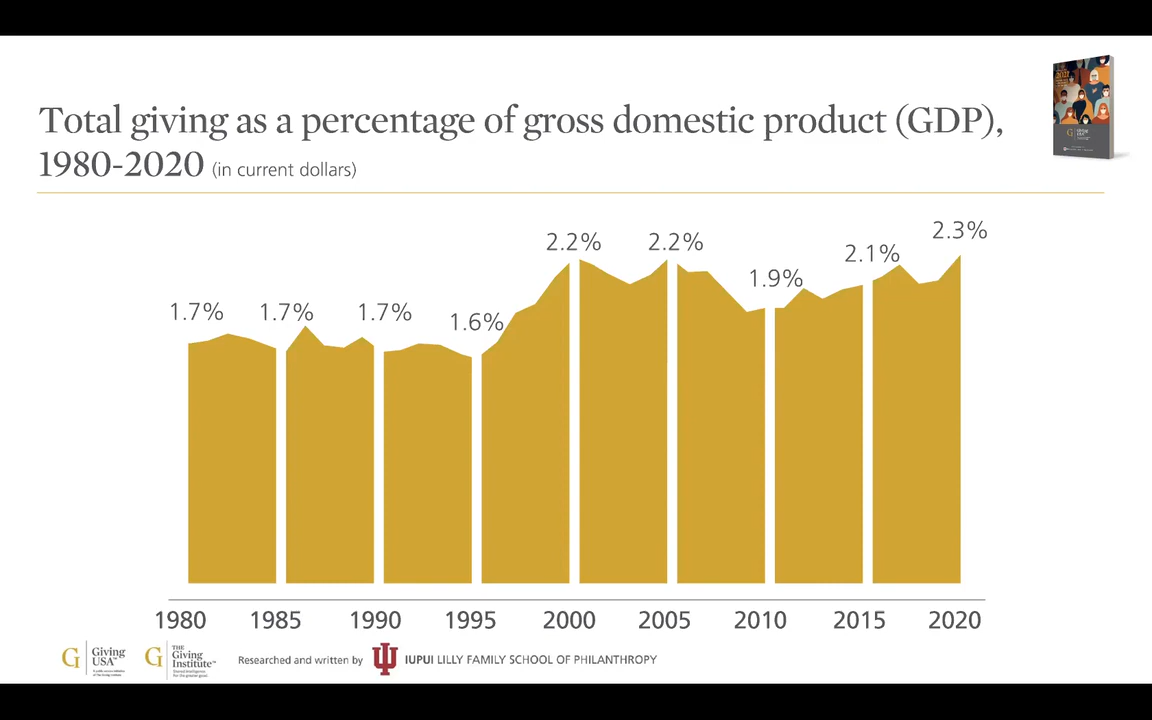 Total giving as a percentage of gross domestic product (GDP),
1980-2020 (in current dollars)
2.3%
2.2%
2.2%
2.1%
1.9%
1.7%
1.7%
1.7%
1.6%
1980 1985 1990 1995 2000 2005 2010 2015 2020
G Giving USA™
G THE Giving Institute™
Researched and written by
IUPUI LILLY FAMILY SCHOOL OF PHILANTHROPY